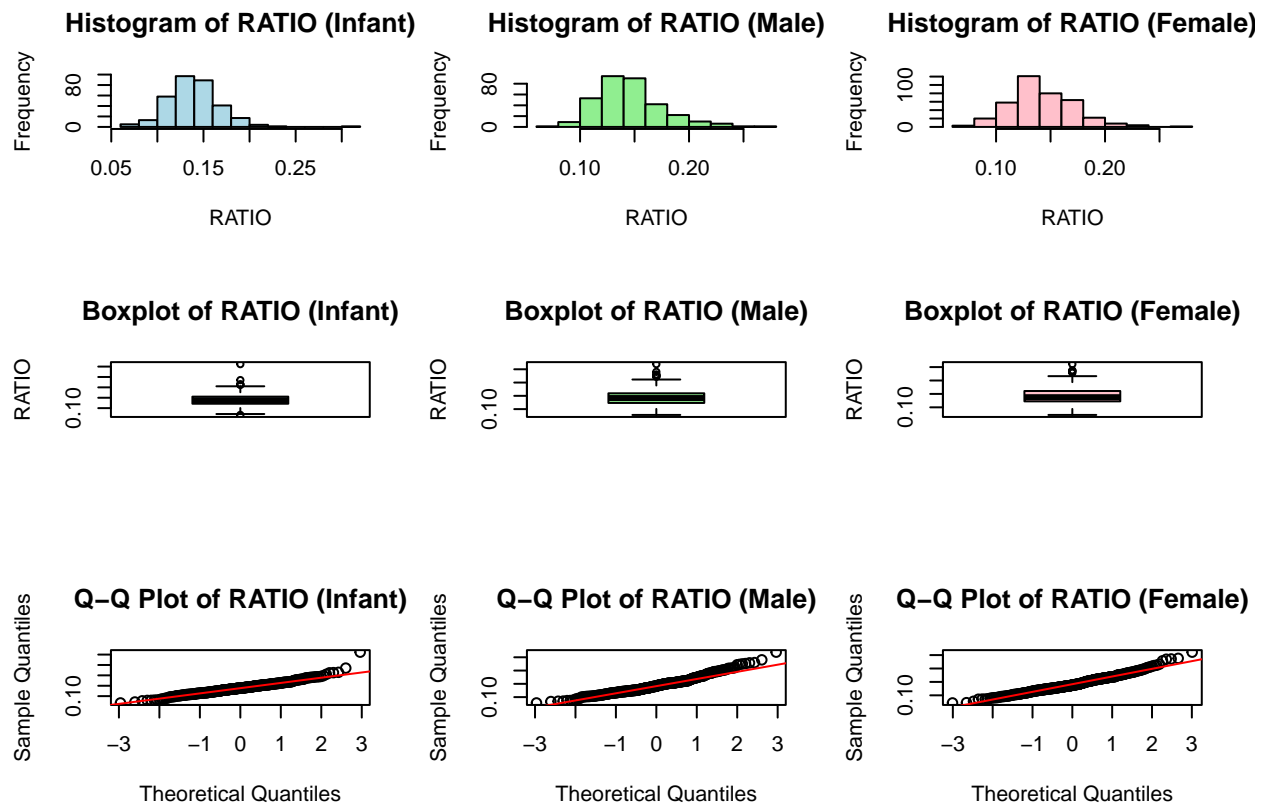 Histogram of RATIO (Infant)
Frequency
0 80
0.05 0.15 0.25
RATIO
Histogram of RATIO (Male)
Frequency
0 80
0.10 0.20
RATIO
Histogram of RATIO (Female)
Frequency
0 100
0.10 0.20
RATIO
Boxplot of RATIO (Infant)
RATIO
0.10
Boxplot of RATIO (Male)
RATIO
0.10
Boxplot of RATIO (Female)
RATIO
0.10
Q−Q Plot of RATIO (Infant)
Sample Quantiles
0.10
−3 −1 0 1 2 3
Theoretical Quantiles
Q−Q Plot of RATIO (Male)
Sample Quantiles
0.10
−3 −1 0 1 2 3
Theoretical Quantiles
Q−Q Plot of RATIO (Female)
Sample Quantiles
0.10
−3 −1 0 1 2 3
Theoretical Quantiles